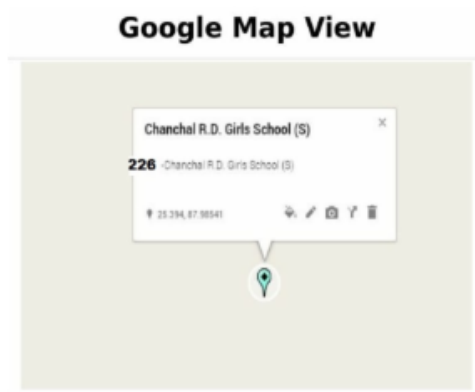 Google Map View
Chanchal R.D. Girls School (S)
226 -Chanchal R.D. Girls School (S)
25.394, 87.98541